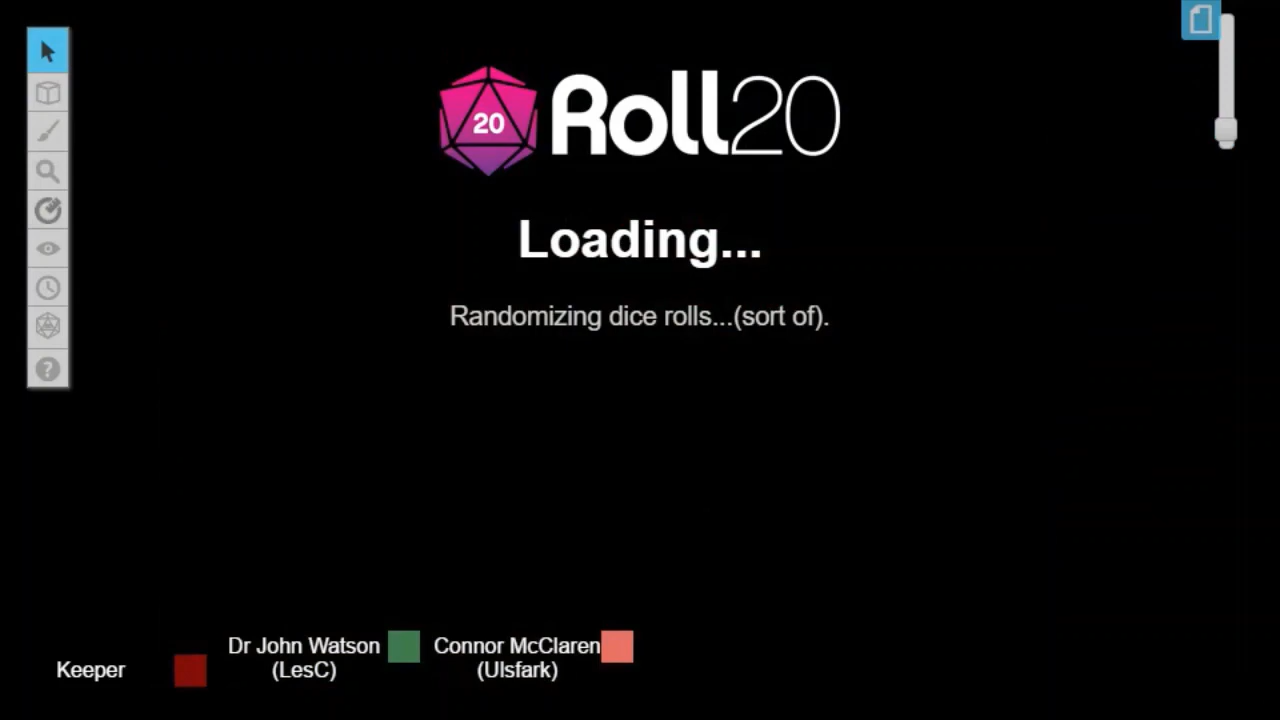 20
Roll20
Loading...
Randomizing dice rolls...(sort of).
Dr John Watson
(LesC)
Connor McClaren
(Ulsfark)
Keeper
?